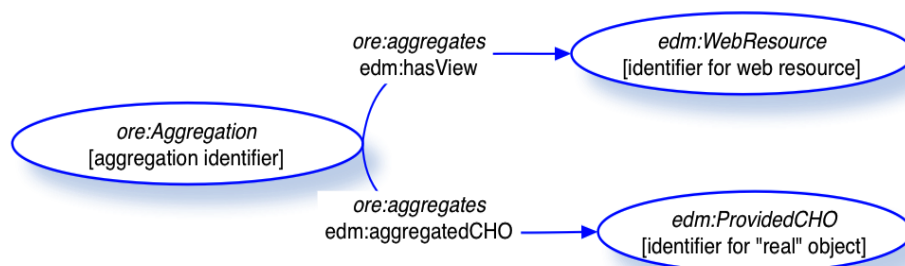 ore:aggregates
edm:hasView
edm:WebResource
[identifier for web resource]
ore:Aggregation
[aggregation identifier]
ore:aggregates
edm:aggregatedCHO
edm:ProvidedCHO
[identifier for "real" object]